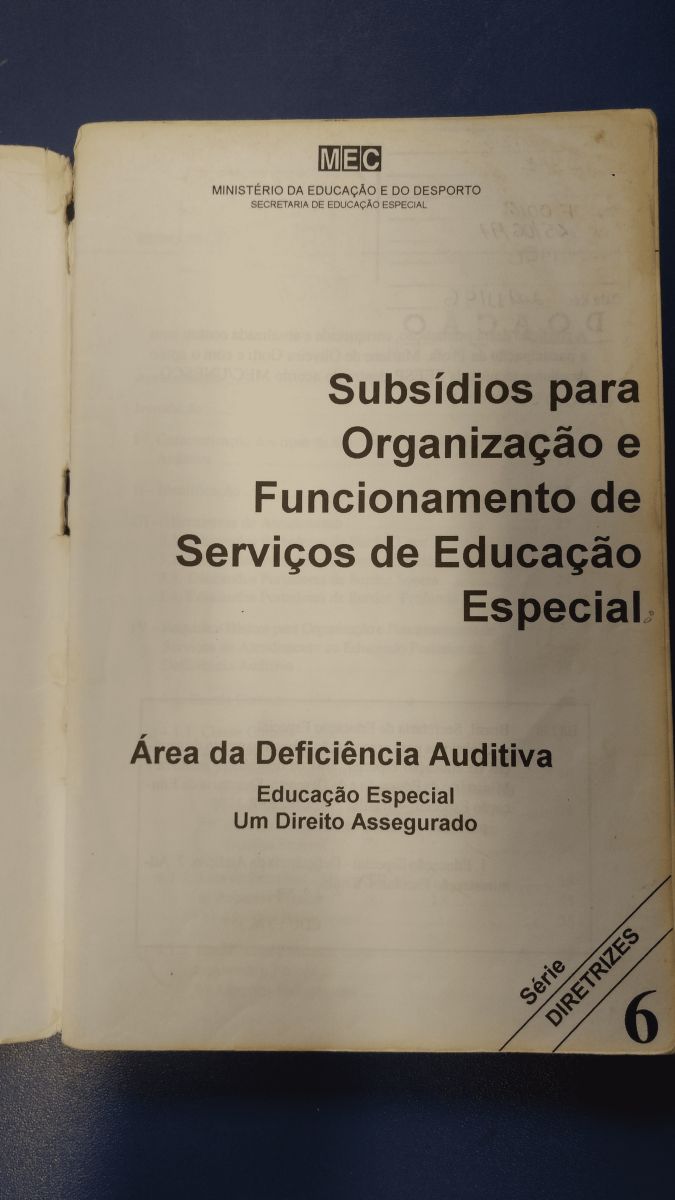 MEC
MINISTÉRIO DA EDUCAÇÃO E DO DESPORTO
SECRETARIA DE EDUCAÇÃO ESPECIAL
Subsídios para
Organização e
Funcionamento de
Serviços de Educação
Especial
Área da Deficiência Auditiva
Educação Especial
Um Direito Assegurado
Série
DIRETRIZES
6